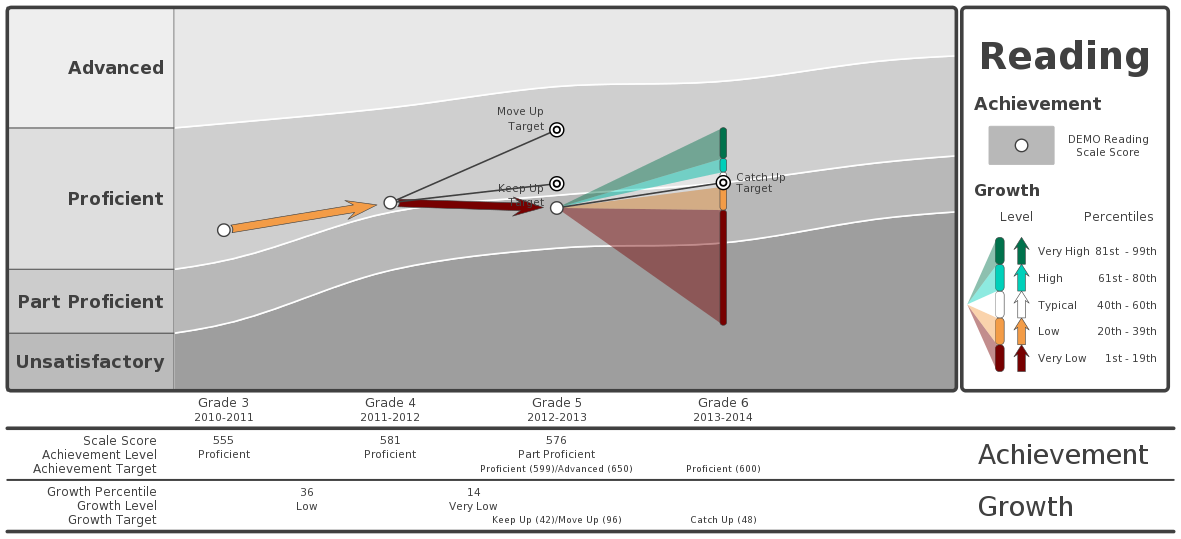 Advanced
Proficient
Part Proficient
Unsatisfactory
Move Up
Target
Keep Up
Target
Catch Up
Target
Reading
Achievement
DEMO Reading
Scale Score
Growth
Level Percentiles
Very High 81st - 99th
High 61st - 80th
Typical 40th - 60th
Low 20th - 39th
Very Low 1st - 19th
Grade 3 Grade 4 Grade 5 Grade 6
2010-2011 2011-2012 2012-2013 2013-2014
Scale Score 555 581 576
Achievement Level Proficient Proficient Part Proficient
Achievement Target Proficient (599)/Advanced (650) Proficient (600)
Achievement
Growth Percentile 36 14
Growth Level Low Very Low
Growth Target Keep Up (42)/Move Up (96) Catch Up (48)
Growth